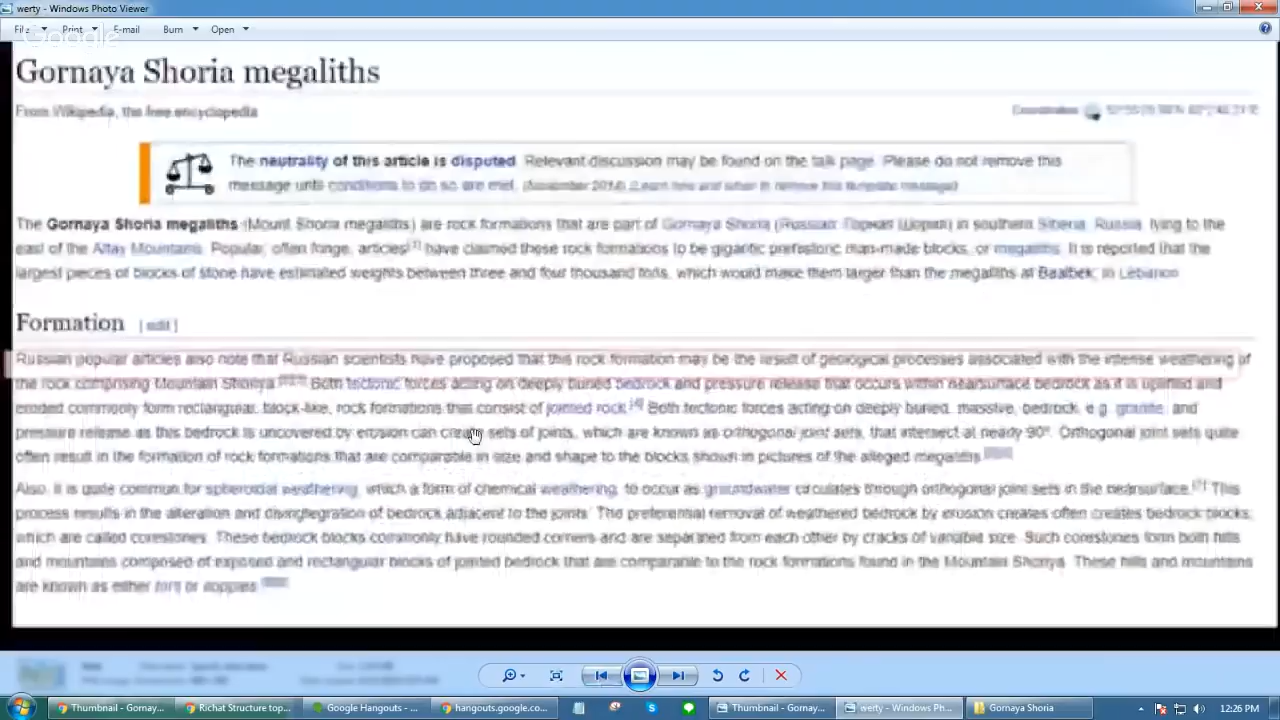 werty - Windows Photo Viewer
File Print E-mail Burn Open
Google
Gornaya Shoria megaliths
From Wikipedia, the free encyclopedia
Coordinates
The neutrality of this article is disputed. Relevant discussion may be found on the talk page. Please do not remove this
message until conditions to do so are met. (Learn how and when to remove this template message)
The Gornaya Shoria megaliths (Mount Shoria megaliths) are rock formations that are part of Gornaya Shoria (Russian: Горная Шория) in southern Siberia, Russia, lying to the
east of the Altay Mountains. Popular, often fringe, articles[1] have claimed these rock formations to be gigantic prehistoric man-made blocks, or megaliths. It is reported that the
largest pieces of blocks of stone have estimated weights between three and four thousand tons, which would make them larger than the megaliths at Baalbek, in Lebanon
Formation [ edit ]
Russian popular articles also note that Russian scientists have proposed that this rock formation may be the result of geological processes associated with the intense weathering of
the rock comprising Mountain Shoriya. Both tectonic forces acting on deeply buried bedrock and pressure release that occurs within nearsurface bedrock as it is uplifted and
eroded commonly form rectangular, block-like, rock formations that consist of jointed rock.[4] Both tectonic forces acting on deeply buried, massive, bedrock, e.g. granite, and
pressure release as this bedrock is uncovered by erosion can create sets of joints, which are known as orthogonal joint sets, that intersect at nearly 90°. Orthogonal joint sets quite
often result in the formation of rock formations that are comparable in size and shape to the blocks shown in pictures of the alleged megaliths.
Also, it is quite common for spheroidal weathering, which a form of chemical weathering, to occur as groundwater circulates through orthogonal joint sets in the nearsurface.[7] This
process results in the alteration and disintegration of bedrock adjacent to the joints. The preferential removal of weathered bedrock by erosion creates often creates bedrock blocks,
which are called corestones. These bedrock blocks commonly have rounded corners and are separated from each other by cracks of variable size. Such corestones form both hills
and mountains composed of exposed and rectangular blocks of jointed bedrock that are comparable to the rock formations found in the Mountain Shoriya. These hills and mountains
are known as either tors or koppies.
Thumbnail - Gornay... Richat Structure top... Google Hangouts - ... hangouts.google.co... Thumbnail - Gornay... werty - Windows Ph... Gornaya Shoria 12:26 PM